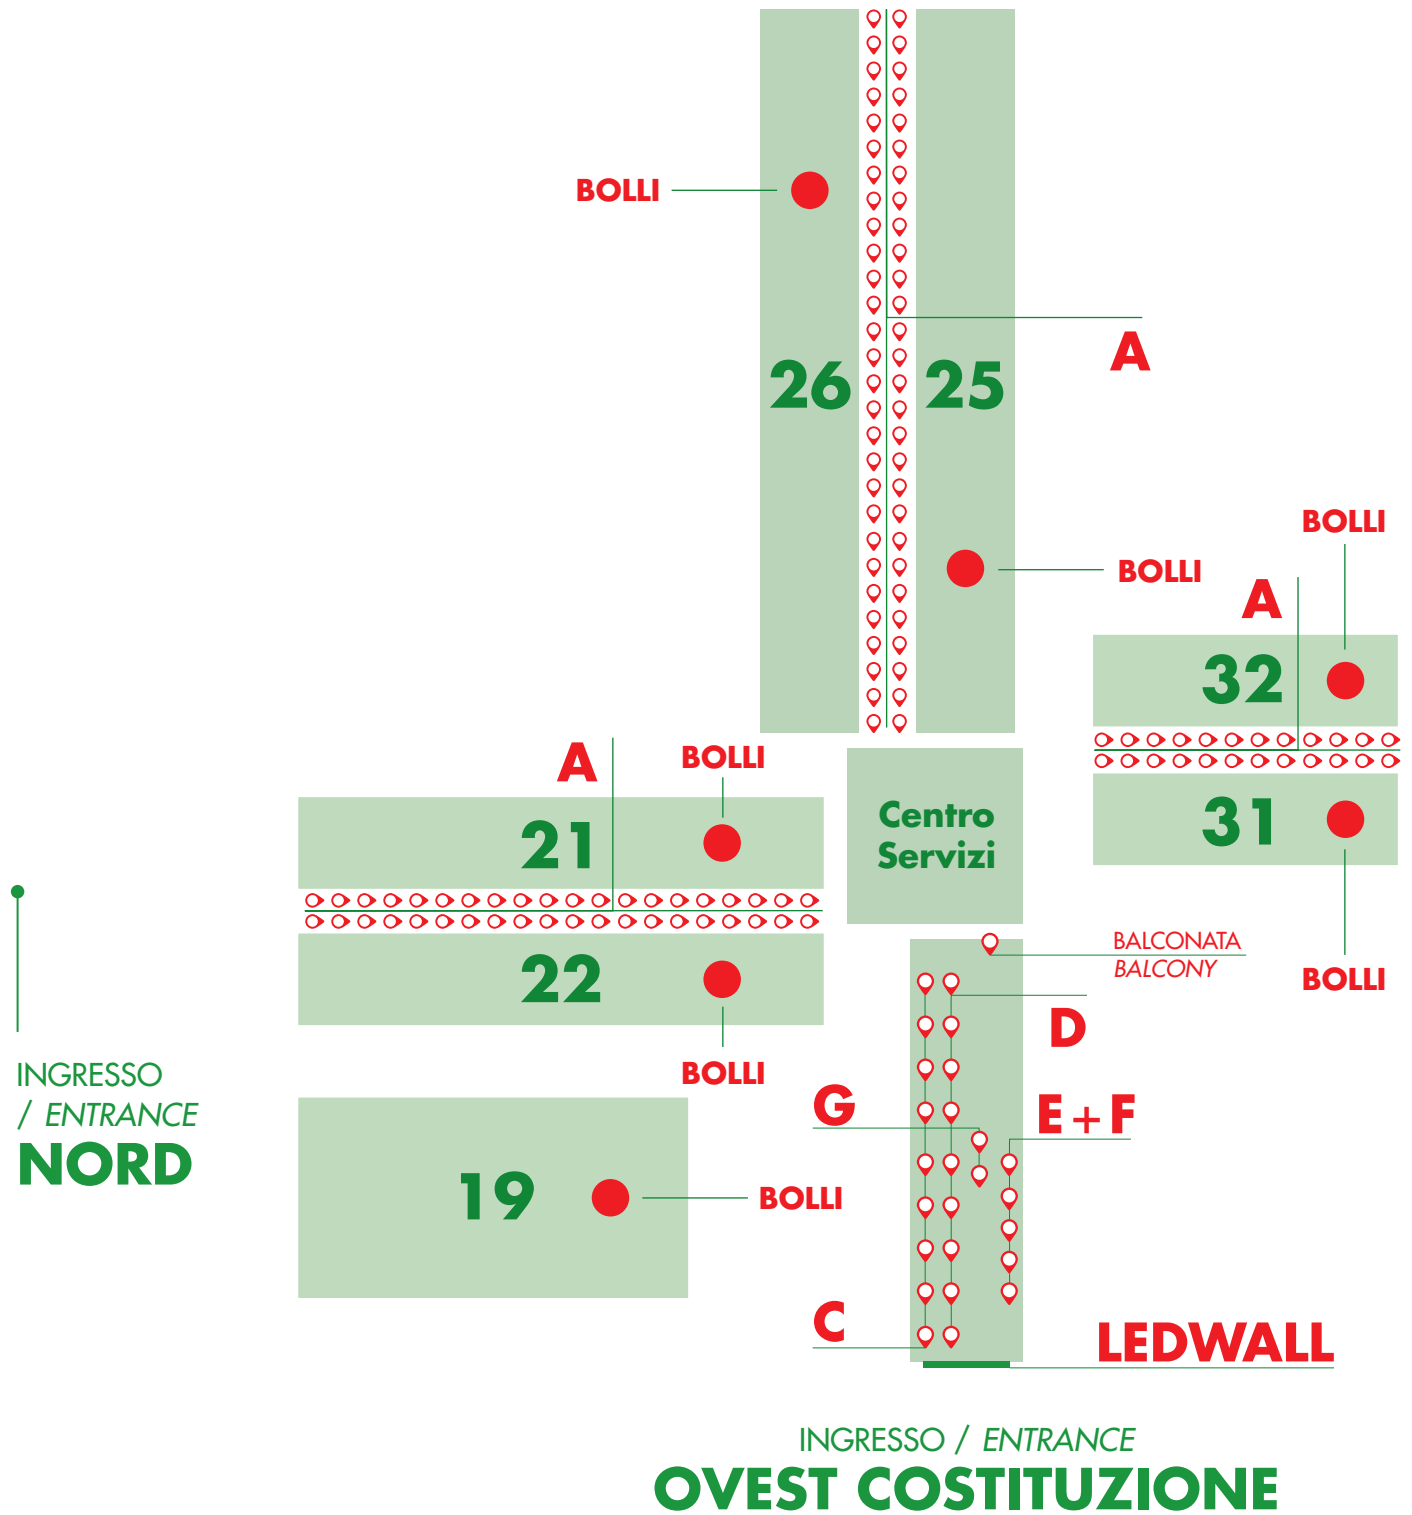 BOLLI
A
26
25
BOLLI
BOLLI
A
32
A
BOLLI
Centro
Servizi
31
21
BALCONATA
BALCONY
22
BOLLI
D
INGRESSO
/ ENTRANCE
NORD
BOLLI
G
E + F
19
BOLLI
C
LEDWALL
INGRESSO / ENTRANCE
OVEST COSTITUZIONE